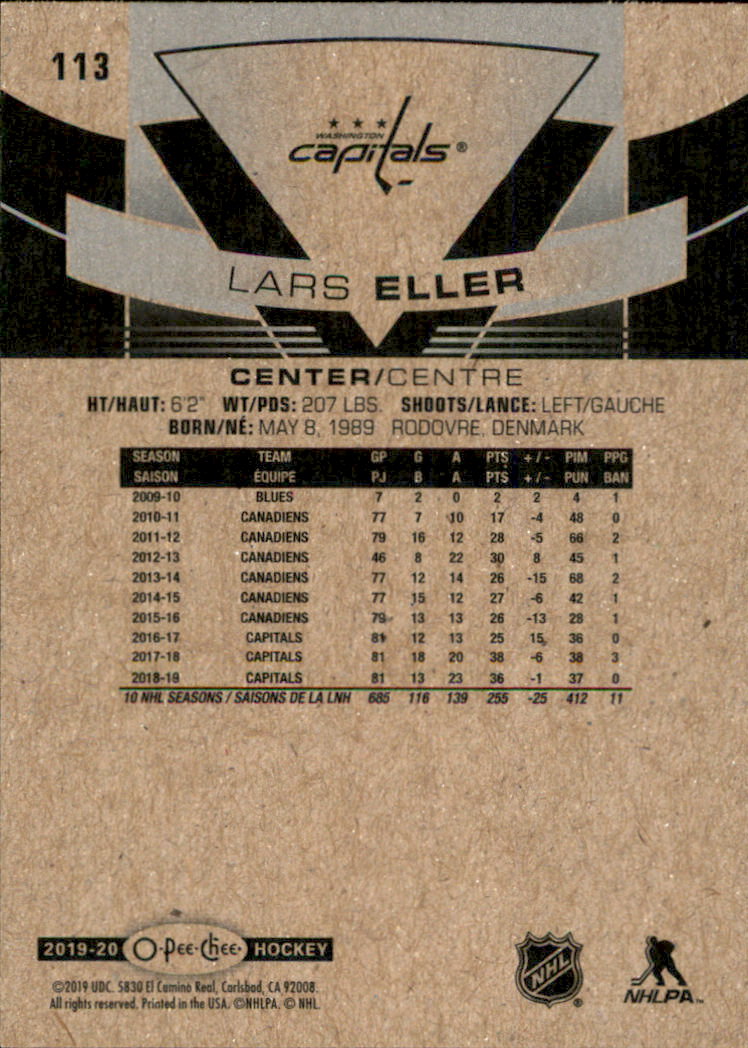 113
WASHINGTON
capitals®
LARS ELLER
CENTER/CENTRE
HT/HAUT: 6'2" WT/PDS: 207 LBS. SHOOTS/LANCE: LEFT/GAUCHE
BORN/NÉ: MAY 8, 1989 RODOVRE, DENMARK
SEASON TEAM GP G A PTS +/- PIM PPG
SAISON ÉQUIPE PJ B A PTS +/- PUN BAN
2009-10 BLUES 7 2 0 2 2 4 1
2010-11 CANADIENS 77 7 10 17 -4 48 0
2011-12 CANADIENS 79 16 12 28 -5 66 2
2012-13 CANADIENS 46 8 22 30 8 45 1
2013-14 CANADIENS 77 12 14 26 -15 68 2
2014-15 CANADIENS 77 15 12 27 -6 42 1
2015-16 CANADIENS 79 13 13 26 -13 28 1
2016-17 CAPITALS 81 12 13 25 15 36 0
2017-18 CAPITALS 81 18 20 38 -6 38 3
2018-19 CAPITALS 81 13 23 36 -1 37 0
10 NHL SEASONS / SAISONS DE LA LNH 685 116 139 255 -25 412 11
2019-20 O-Pee-Chee HOCKEY
NHL®
NHLPA™
©2019 UDC. 5830 El Camino Real, Carlsbad, CA 92008.
All rights reserved. Printed in the USA. ©NHLPA. © NHL.